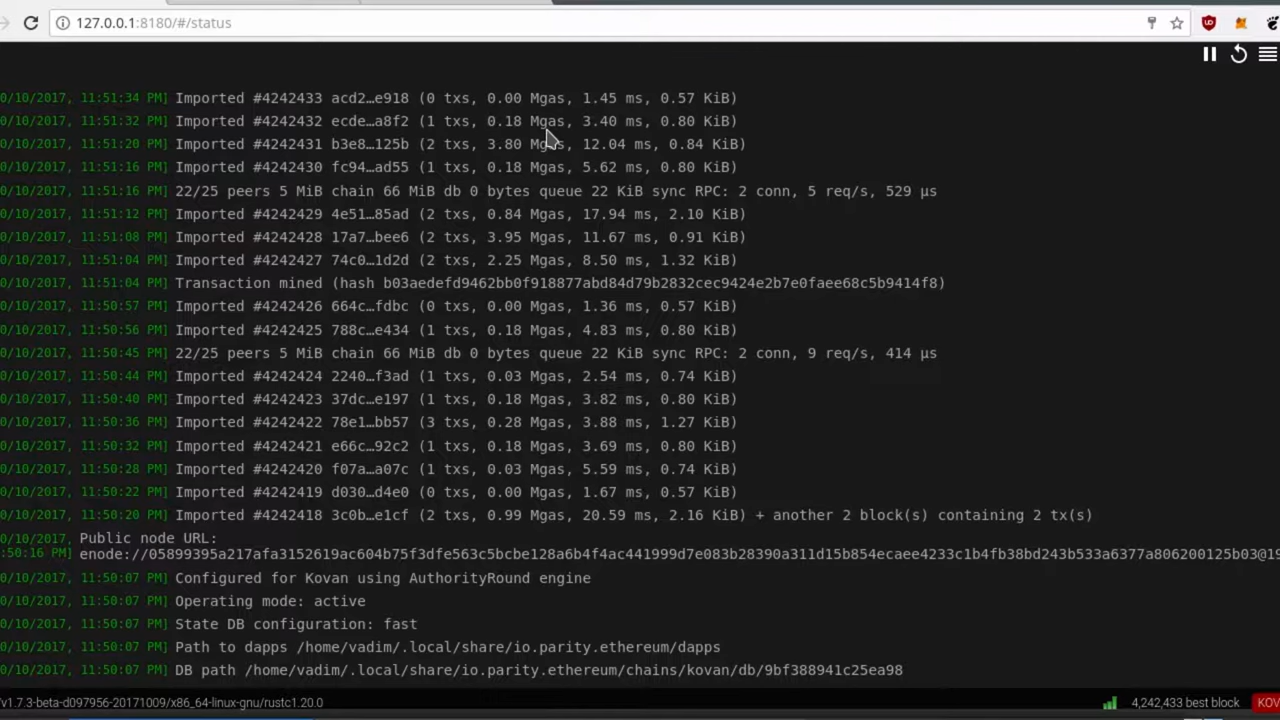 127.0.0.1:8180/#/status
0/10/2017, 11:51:34 PM] Imported #4242433 acd2…e918 (0 txs, 0.00 Mgas, 1.45 ms, 0.57 KiB)
0/10/2017, 11:51:32 PM] Imported #4242432 ecde…a8f2 (1 txs, 0.18 Mgas, 3.40 ms, 0.80 KiB)
0/10/2017, 11:51:20 PM] Imported #4242431 b3e8…125b (2 txs, 3.80 Mgas, 12.04 ms, 0.84 KiB)
0/10/2017, 11:51:16 PM] Imported #4242430 fc94…ad55 (1 txs, 0.18 Mgas, 5.62 ms, 0.80 KiB)
0/10/2017, 11:51:16 PM] 22/25 peers 5 MiB chain 66 MiB db 0 bytes queue 22 KiB sync RPC: 2 conn, 5 req/s, 529 µs
0/10/2017, 11:51:12 PM] Imported #4242429 4e51…85ad (2 txs, 0.84 Mgas, 17.94 ms, 2.10 KiB)
0/10/2017, 11:51:08 PM] Imported #4242428 17a7…bee6 (2 txs, 3.95 Mgas, 11.67 ms, 0.91 KiB)
0/10/2017, 11:51:04 PM] Imported #4242427 74c0…1d2d (2 txs, 2.25 Mgas, 8.50 ms, 1.32 KiB)
0/10/2017, 11:51:04 PM] Transaction mined (hash b03aedefd9462bb0f918877abd84d79b2832cec9424e2b7e0faee68c5b9414f8)
0/10/2017, 11:50:57 PM] Imported #4242426 664c…fdbc (0 txs, 0.00 Mgas, 1.36 ms, 0.57 KiB)
0/10/2017, 11:50:56 PM] Imported #4242425 788c…e434 (1 txs, 0.18 Mgas, 4.83 ms, 0.80 KiB)
0/10/2017, 11:50:45 PM] 22/25 peers 5 MiB chain 66 MiB db 0 bytes queue 22 KiB sync RPC: 2 conn, 9 req/s, 414 µs
0/10/2017, 11:50:44 PM] Imported #4242424 2240…f3ad (1 txs, 0.03 Mgas, 2.54 ms, 0.74 KiB)
0/10/2017, 11:50:40 PM] Imported #4242423 37dc…e197 (1 txs, 0.18 Mgas, 3.82 ms, 0.80 KiB)
0/10/2017, 11:50:36 PM] Imported #4242422 78e1…bb57 (3 txs, 0.28 Mgas, 3.88 ms, 1.27 KiB)
0/10/2017, 11:50:32 PM] Imported #4242421 e66c…92c2 (1 txs, 0.18 Mgas, 3.69 ms, 0.80 KiB)
0/10/2017, 11:50:28 PM] Imported #4242420 f07a…a07c (1 txs, 0.03 Mgas, 5.59 ms, 0.74 KiB)
0/10/2017, 11:50:22 PM] Imported #4242419 d030…d4e0 (0 txs, 0.00 Mgas, 1.67 ms, 0.57 KiB)
0/10/2017, 11:50:20 PM] Imported #4242418 3c0b…e1cf (2 txs, 0.99 Mgas, 20.59 ms, 2.16 KiB) + another 2 block(s) containing 2 tx(s)
0/10/2017, Public node URL:
:50:16 PM] enode://05899395a217afa3152619ac604b75f3dfe563c5bcbe128a6b4f4ac441999d7e083b28390a311d15b854ecaee4233c1b4fb38bd243b533a6377a806200125b03@19
0/10/2017, 11:50:07 PM] Configured for Kovan using AuthorityRound engine
0/10/2017, 11:50:07 PM] Operating mode: active
0/10/2017, 11:50:07 PM] State DB configuration: fast
0/10/2017, 11:50:07 PM] Path to dapps /home/vadim/.local/share/io.parity.ethereum/dapps
0/10/2017, 11:50:07 PM] DB path /home/vadim/.local/share/io.parity.ethereum/chains/kovan/db/9bf388941c25ea98
/v1.7.3-beta-d097956-20171009/x86_64-linux-gnu/rustc1.20.0 4,242,433 best block KOV